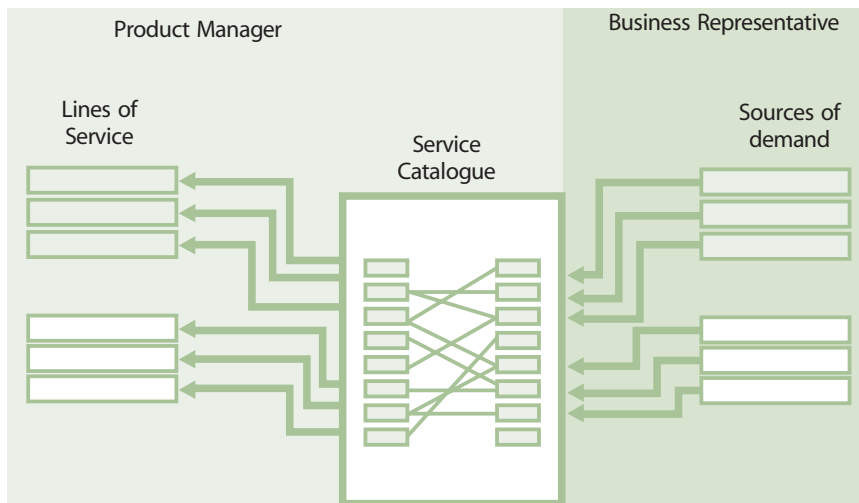 Product Manager
Business Representative
Lines of
Service
Service
Catalogue
Sources of
demand